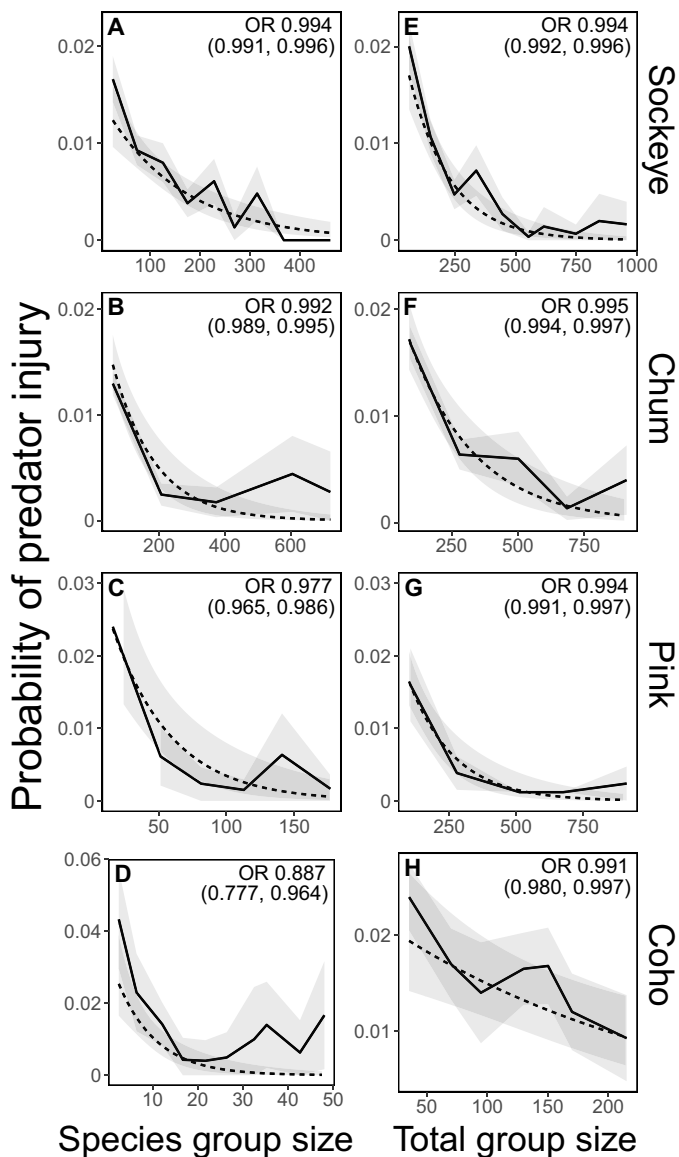 Probability of predator injury
A
OR 0.994
(0.991, 0.996)
0.02
0.01
0
100 200 300 400
E
OR 0.994
(0.992, 0.996)
0.02
0.01
0
250 500 750 1000
Sockeye
B
OR 0.992
(0.989, 0.995)
0.02
0.01
0
200 400 600
F
OR 0.995
(0.994, 0.997)
0.02
0.01
0
250 500 750
Chum
C
OR 0.977
(0.965, 0.986)
0.03
0.02
0.01
0
50 100 150
G
OR 0.994
(0.991, 0.997)
0.03
0.02
0.01
0
250 500 750
Pink
D
OR 0.887
(0.777, 0.964)
0.06
0.04
0.02
0
10 20 30 40 50
H
OR 0.991
(0.980, 0.997)
0.02
0.01
50 100 150 200
Coho
Species group size
Total group size